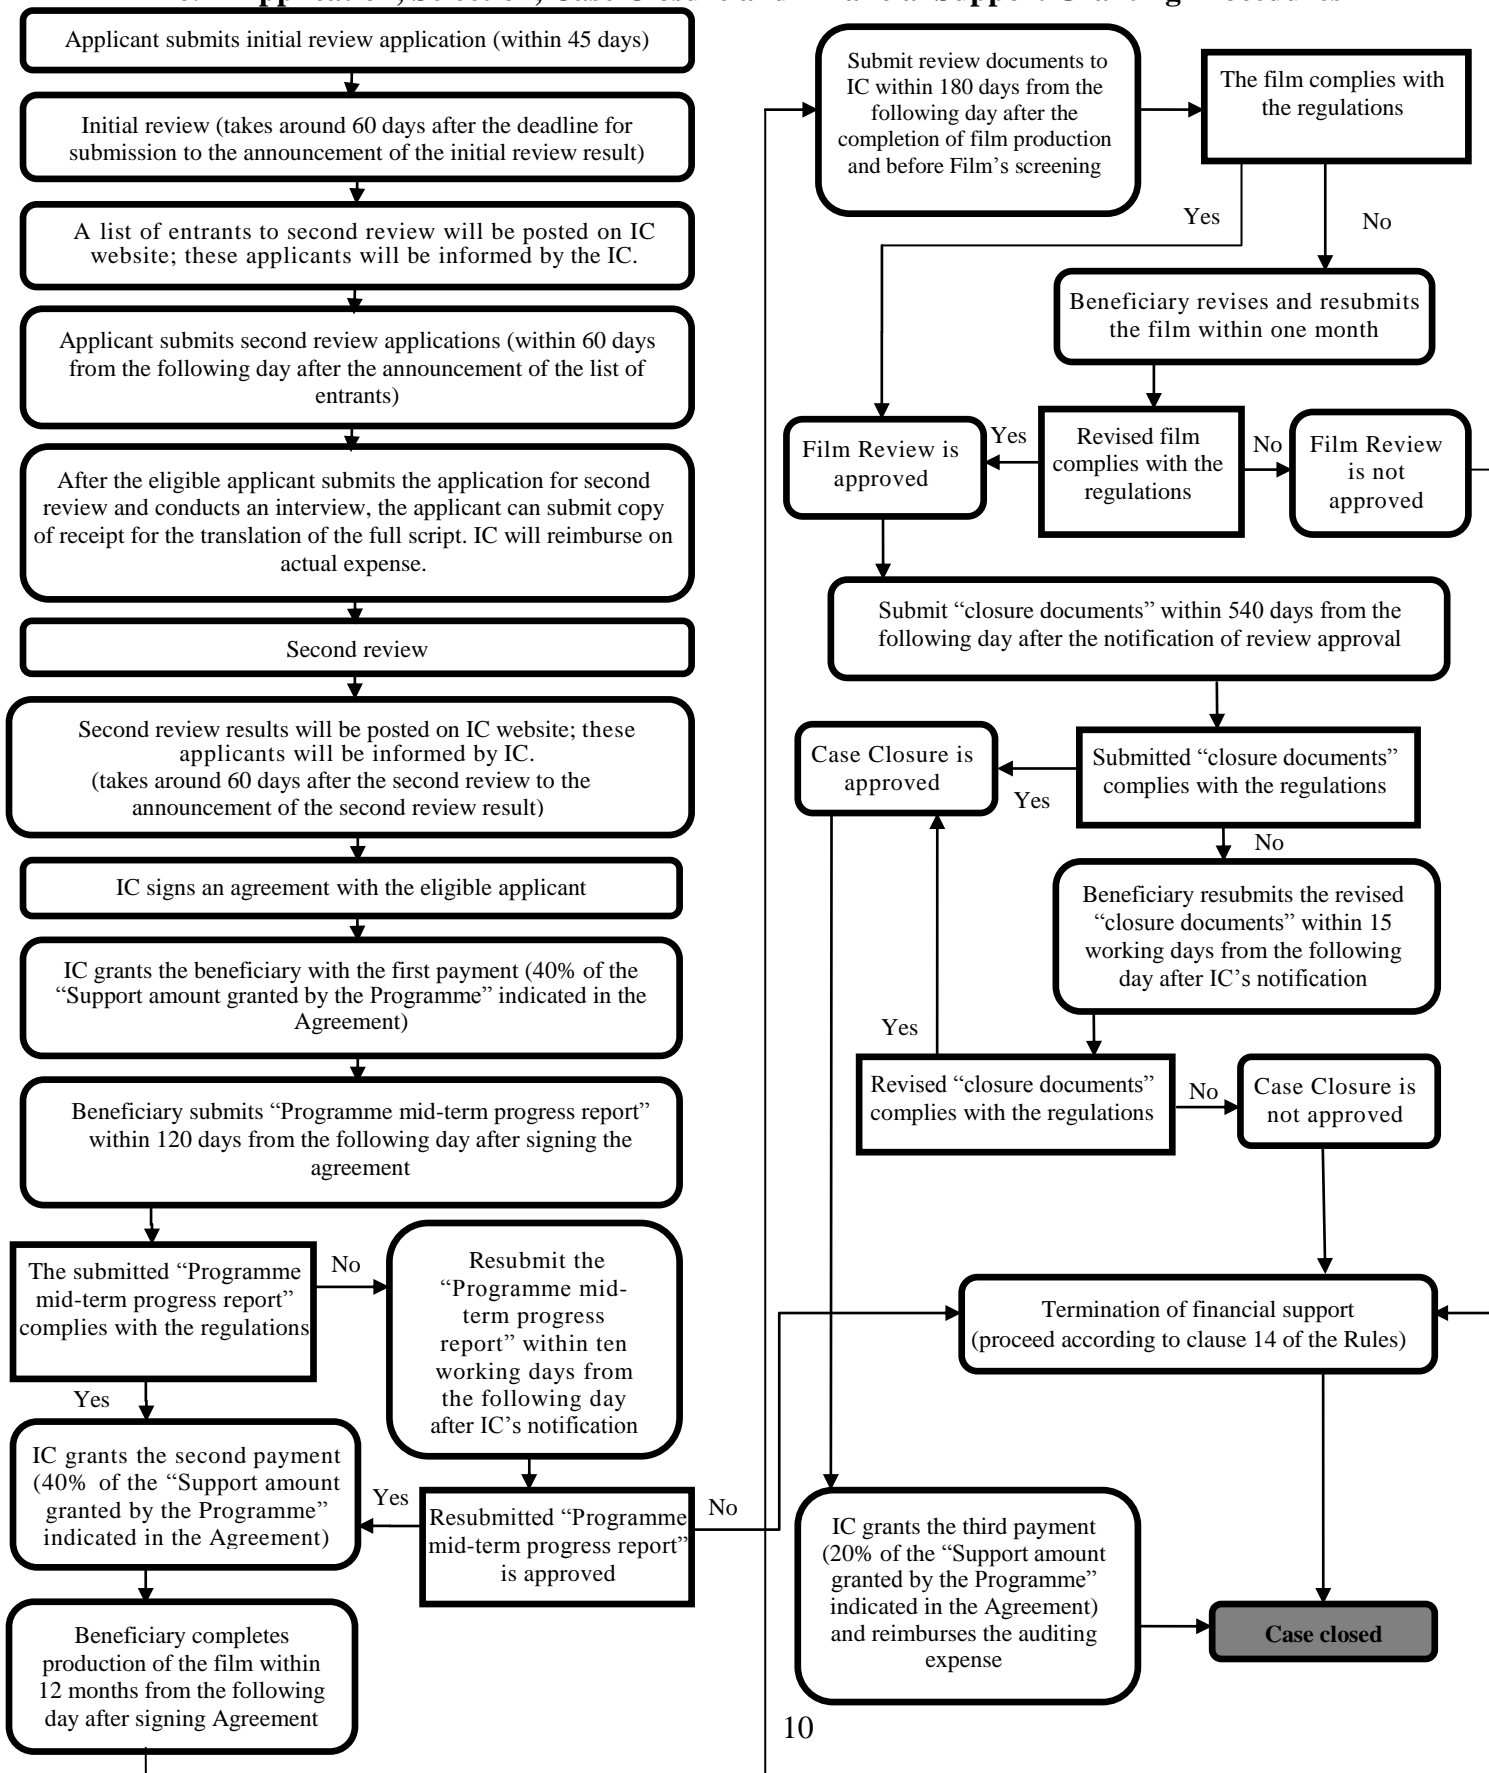 Applicant submits initial review application (within 45 days)
Initial review (takes around 60 days after the deadline for
submission to the announcement of the initial review result)
A list of entrants to second review will be posted on IC
website; these applicants will be informed by the IC.
Applicant submits second review applications (within 60 days
from the following day after the announcement of the list of
entrants)
After the eligible applicant submits the application for second
review and conducts an interview, the applicant can submit copy
of receipt for the translation of the full script. IC will reimburse on
actual expense.
Second review
Second review results will be posted on IC website; these
applicants will be informed by IC.
(takes around 60 days after the second review to the
announcement of the second review result)
IC signs an agreement with the eligible applicant
IC grants the beneficiary with the first payment (40% of the
“Support amount granted by the Programme” indicated in the
Agreement)
Beneficiary submits “Programme mid-term progress report”
within 120 days from the following day after signing the
agreement
The submitted “Programme
mid-term progress report”
complies with the regulations
No
Resubmit the
“Programme mid-
term progress
report” within ten
working days from
the following day
after IC’s notification
Yes
IC grants the second payment
(40% of the “Support amount
granted by the Programme”
indicated in the Agreement)
Yes
Resubmitted “Programme
mid-term progress report”
is approved
No
Beneficiary completes
production of the film within
12 months from the following
day after signing Agreement
Submit review documents to
IC within 180 days from the
following day after the
completion of film production
and before Film’s screening
The film complies with
the regulations
Yes
No
Beneficiary revises and resubmits
the film within one month
Film Review is
approved
Yes
Revised film
complies with the
regulations
No
Film Review
is not
approved
Submit “closure documents” within 540 days from the
following day after the notification of review approval
Case Closure is
approved
Yes
Submitted “closure documents”
complies with the regulations
No
Beneficiary resubmits the revised
“closure documents” within 15
working days from the following
day after IC’s notification
Yes
Revised “closure documents”
complies with the regulations
No
Case Closure is
not approved
Termination of financial support
(proceed according to clause 14 of the Rules)
IC grants the third payment
(20% of the “Support amount
granted by the Programme”
indicated in the Agreement)
and reimburses the auditing
expense
Case closed
10